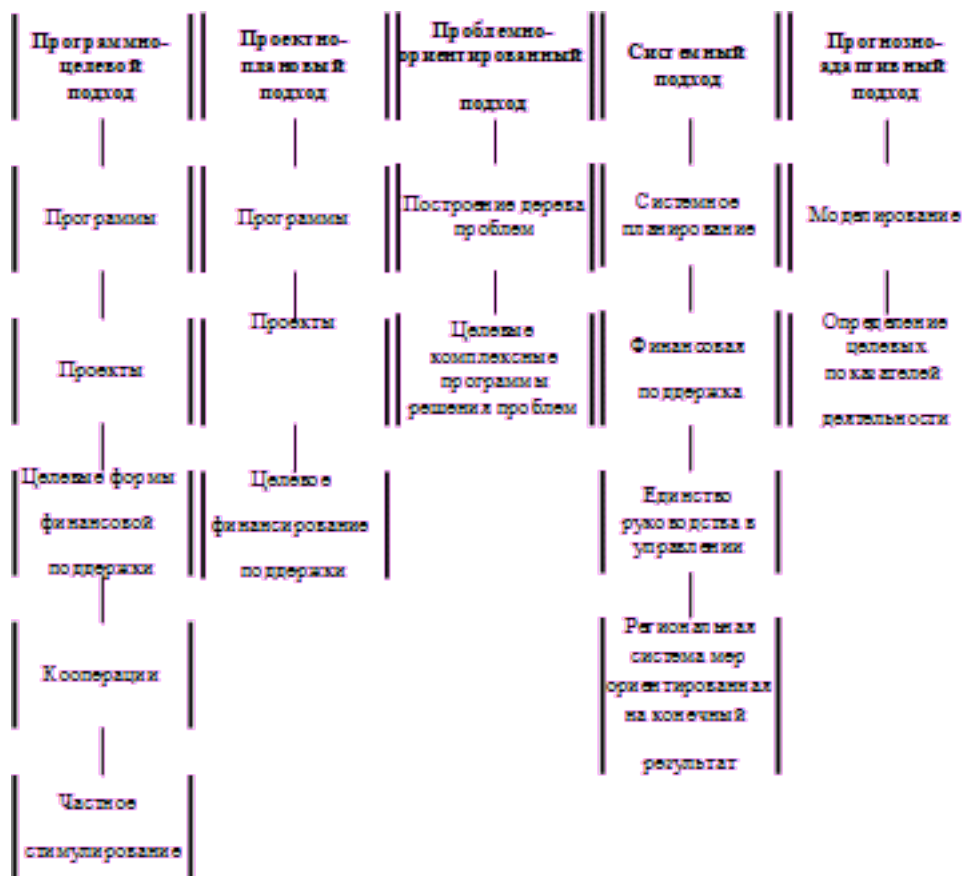 Программно-
целевой
подход
Проектно-
плановый
подход
Проблемно-
ориентированный
подход
Системный
подход
Прогнозно-
адаптивный
подход
Программы
Программы
Построение дерева
проблем
Системное
планирование
Моделирование
Проекты
Проекты
Целевые
комплексные
программы
решения проблем
Финансовая
поддержка
Определение
целевых
показателей
деятельности
Целевые формы
финансовой
поддержки
Целевое
финансирование
поддержки
Единство
руководства в
управлении
Кооперации
Региональная
система мер
ориентированная
на конечный
результат
Частное
стимулирование